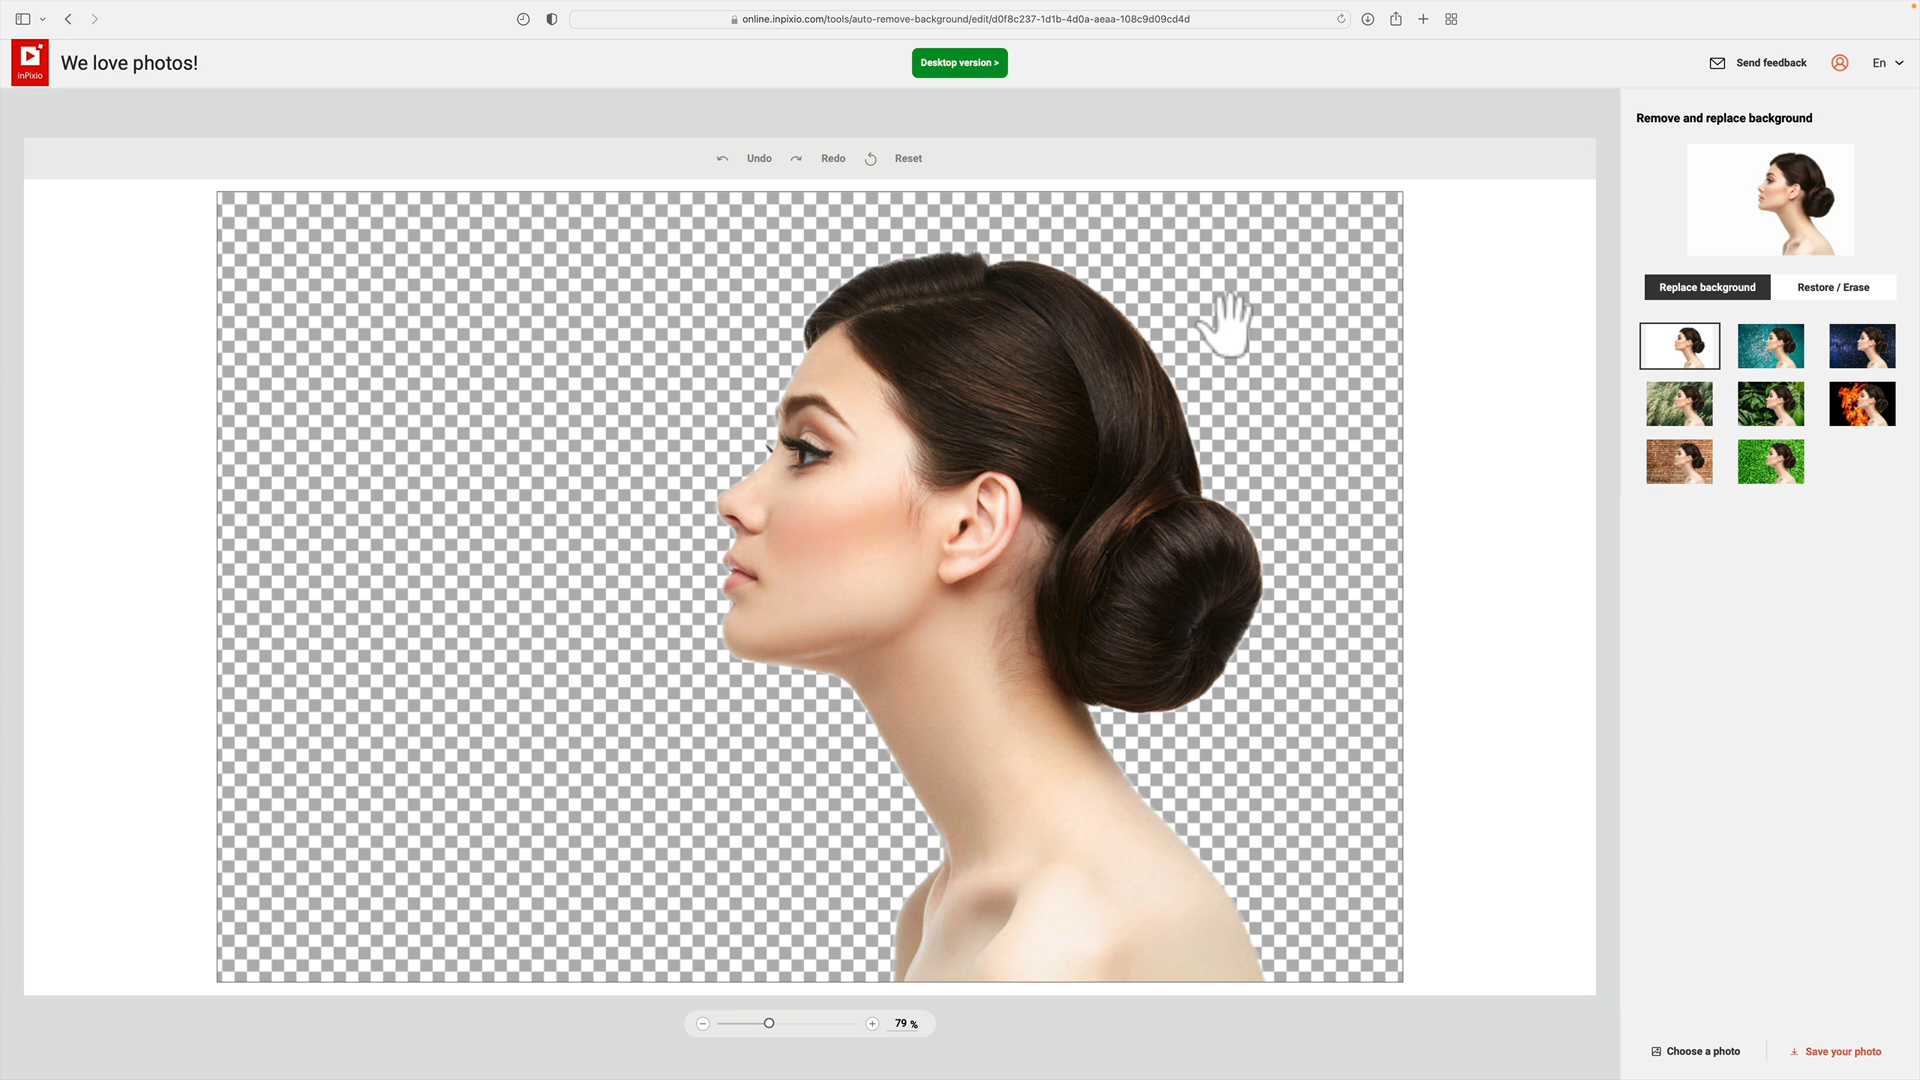 online.inpixio.com/tools/auto-remove-background/edit/d0f8c237-1d1b-4d0a-aeaa-108c9d09cd4d
inPixio
We love photos!
Desktop version >
Send feedback
En
Remove and replace background
Undo
Redo
Reset
Replace background
Restore / Erase
79 %
Choose a photo
Save your photo